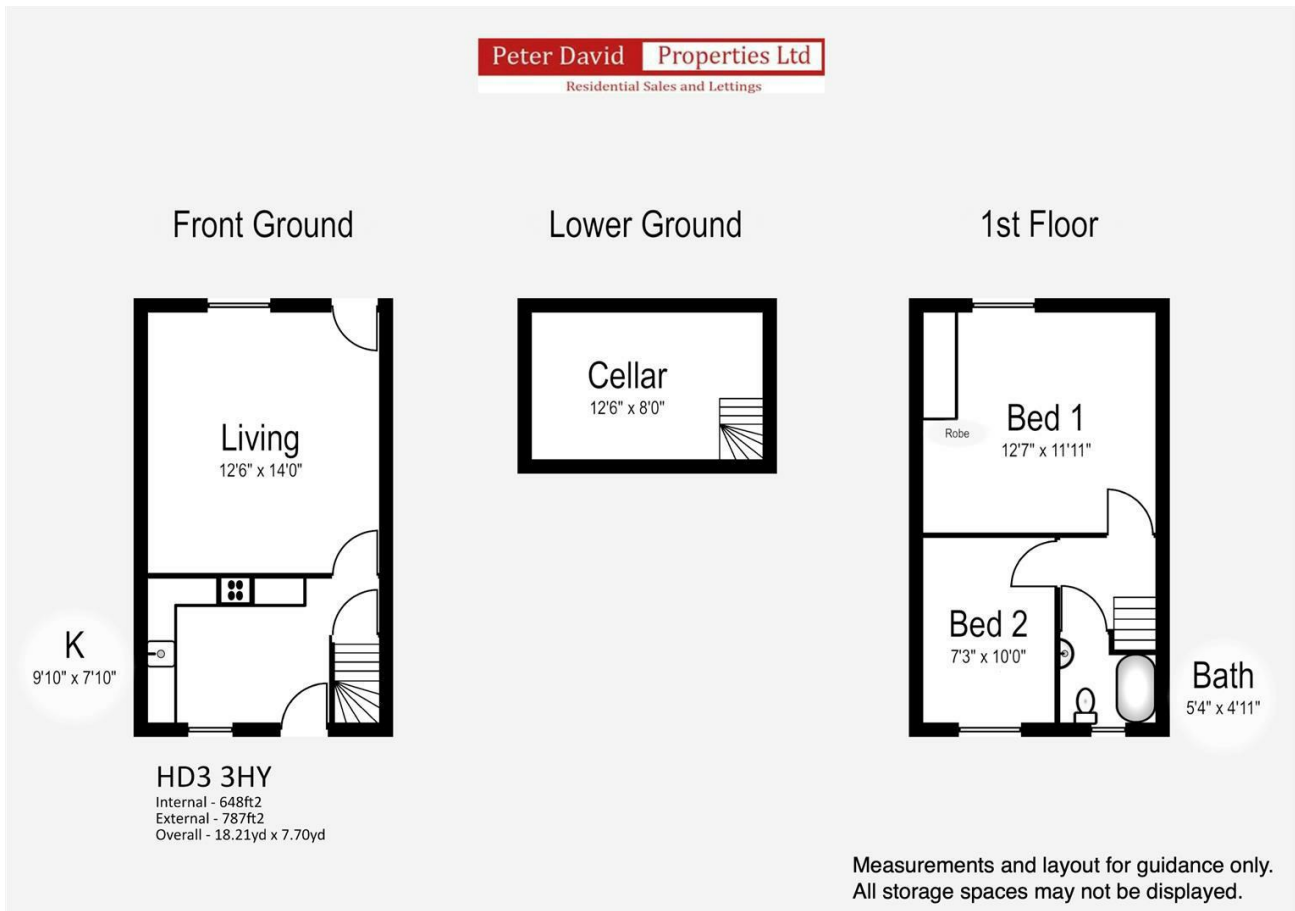 Peter David Properties Ltd
Residential Sales and Lettings
Front Ground
Lower Ground
1st Floor
Living
12'6" x 14'0"
K
9'10" x 7'10"
Cellar
12'6" x 8'0"
Bed 1
12'7" x 11'11"
Robe
Bed 2
7'3" x 10'0"
Bath
5'4" x 4'11"
HD3 3HY
Internal - 648ft2
External - 787ft2
Overall - 18.21yd x 7.70yd
Measurements and layout for guidance only.
All storage spaces may not be displayed.